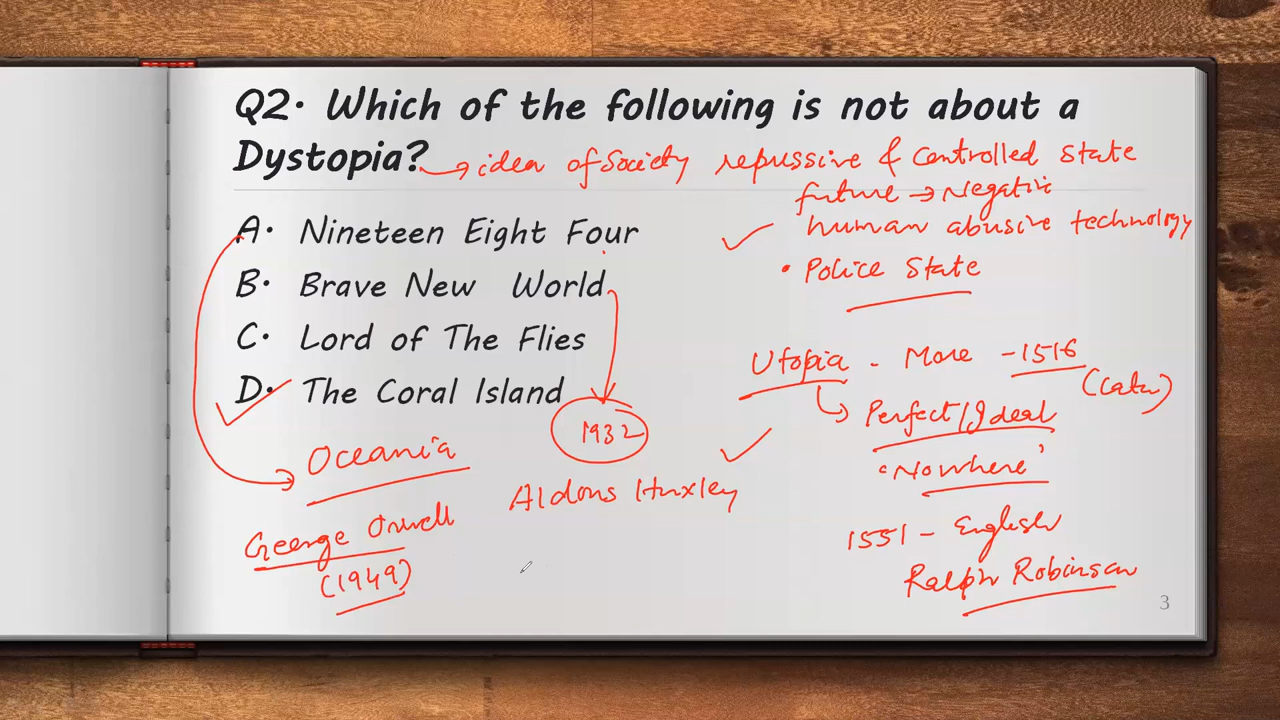 Q2. Which of the following is not about a
Dystopia? → idea of Society repressive & Controlled State
future → Negative
A. Nineteen Eight Four
human abusive technology
B. Brave New World
• Police State
C. Lord of The Flies
Utopia - More - 1516
(Latin)
D. The Coral Island
Perfect/Ideal
1932
'Nowhere'
Oceania
Aldous Huxley
George Orwell
(1949)
1551 - English
Ralph Robinson
3